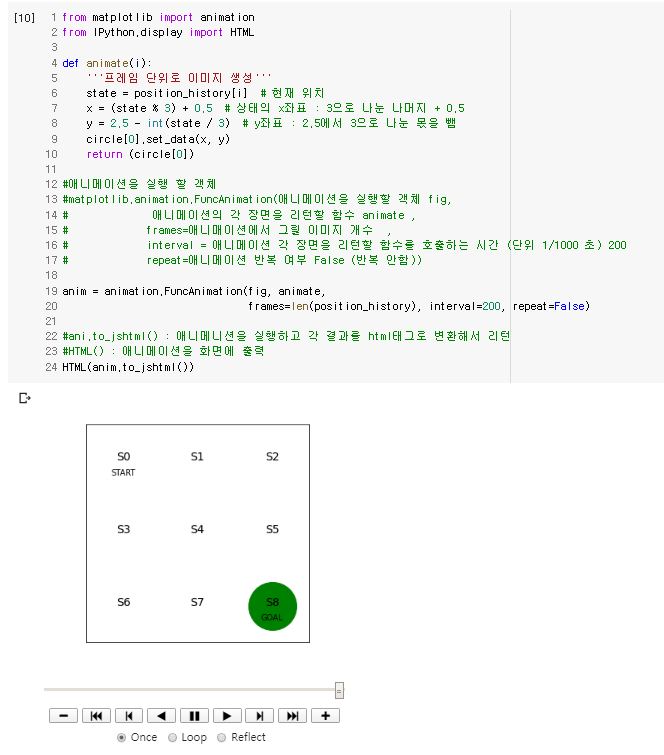 [10]
1 from matplotlib import animation
2 from IPython.display import HTML
3
4 def animate(i):
5     '''프레임 단위로 이미지 생성'''
6     state = position_history[i]  # 현재 위치
7     x = (state % 3) + 0.5  # 상태의 x좌표 : 3으로 나눈 나머지 + 0.5
8     y = 2.5 - int(state / 3)  # y좌표 : 2.5에서 3으로 나눈 몫을 뺌
9     circle[0].set_data(x, y)
10     return (circle[0])
11
12 #애니메이션을 실행 할 객체
13 #matplotlib.animation.FuncAnimation(애니메이션을 실행할 객체 fig,
14 #             애니메이션의 각 장면을 리턴할 함수 animate ,
15 #            frames=애니매이션에서 그릴 이미지 개수  ,
16 #            interval = 애니메이션 각 장면을 리턴할 함수를 호출하는 시간 (단위 1/1000 초) 200
17 #            repeat=애니메이션 반복 여부 False (반복 안함))
18
19 anim = animation.FuncAnimation(fig, animate,
20                                frames=len(position_history), interval=200, repeat=False)
21
22 #ani.to_jshtml() : 애니메니션을 실행하고 각 결과를 html태그로 변환해서 리턴
23 #HTML() : 애니메이션을 화면에 출력
24 HTML(anim.to_jshtml())
S0 S1 S2
START
S3 S4 S5
S6 S7 S8
GOAL
Once Loop Reflect